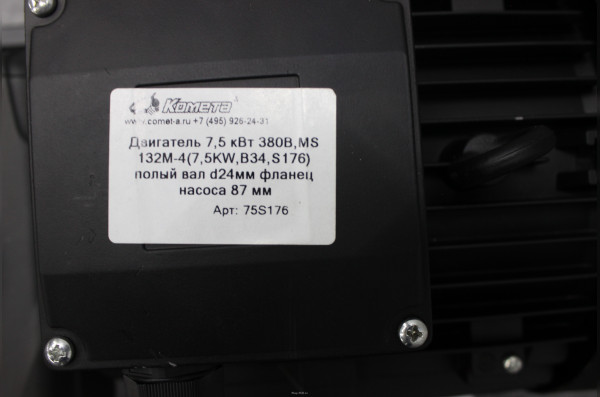 Комета
www.comet-a.ru +7 (495) 926-24-31
Двигатель 7,5 кВт 380В,MS
132М-4(7,5KW,B34,S176)
полый вал d24мм фланец
насоса 87 мм
Арт: 75S176